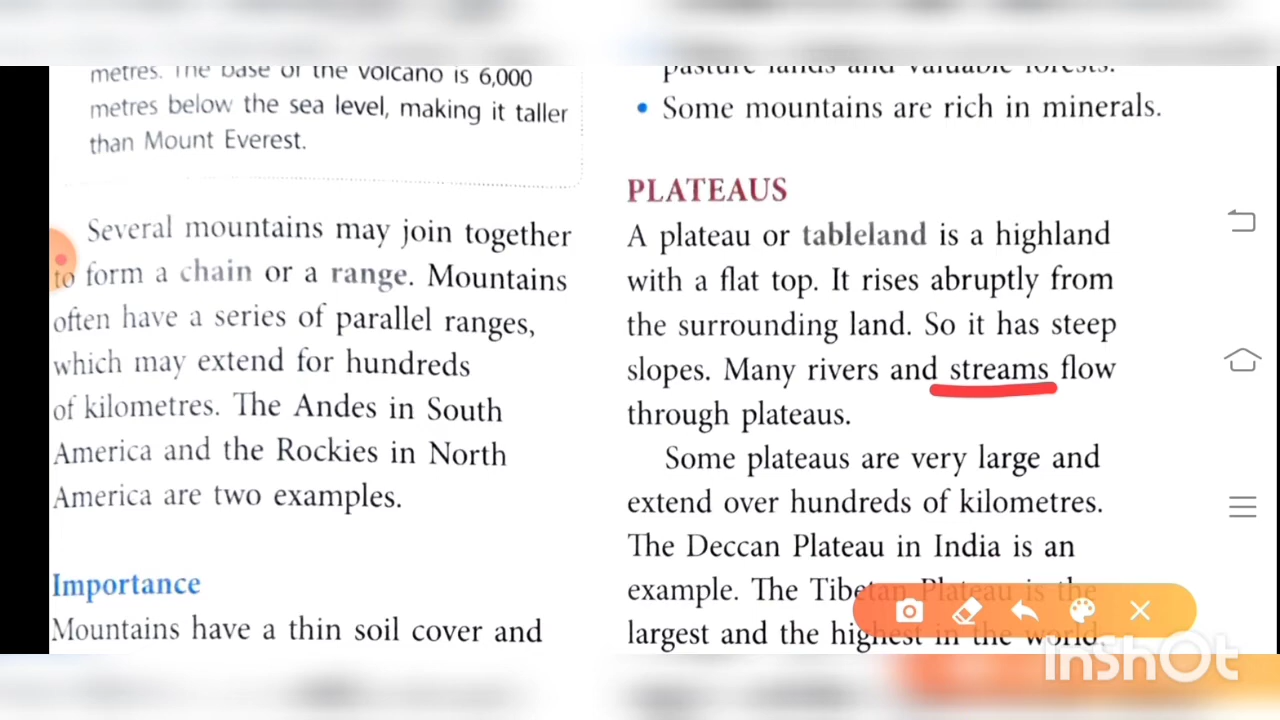 metres. The base of the volcano is 6,000
metres below the sea level, making it taller
than Mount Everest.
Several mountains may join together
to form a chain or a range. Mountains
often have a series of parallel ranges,
which may extend for hundreds
of kilometres. The Andes in South
America and the Rockies in North
America are two examples.
Importance
Mountains have a thin soil cover and
pasture lands and valuable forests.
• Some mountains are rich in minerals.
PLATEAUS
A plateau or tableland is a highland
with a flat top. It rises abruptly from
the surrounding land. So it has steep
slopes. Many rivers and streams flow
through plateaus.
Some plateaus are very large and
extend over hundreds of kilometres.
The Deccan Plateau in India is an
example. The Tibetan Plateau is the
largest and the highest in the world.
InShOt